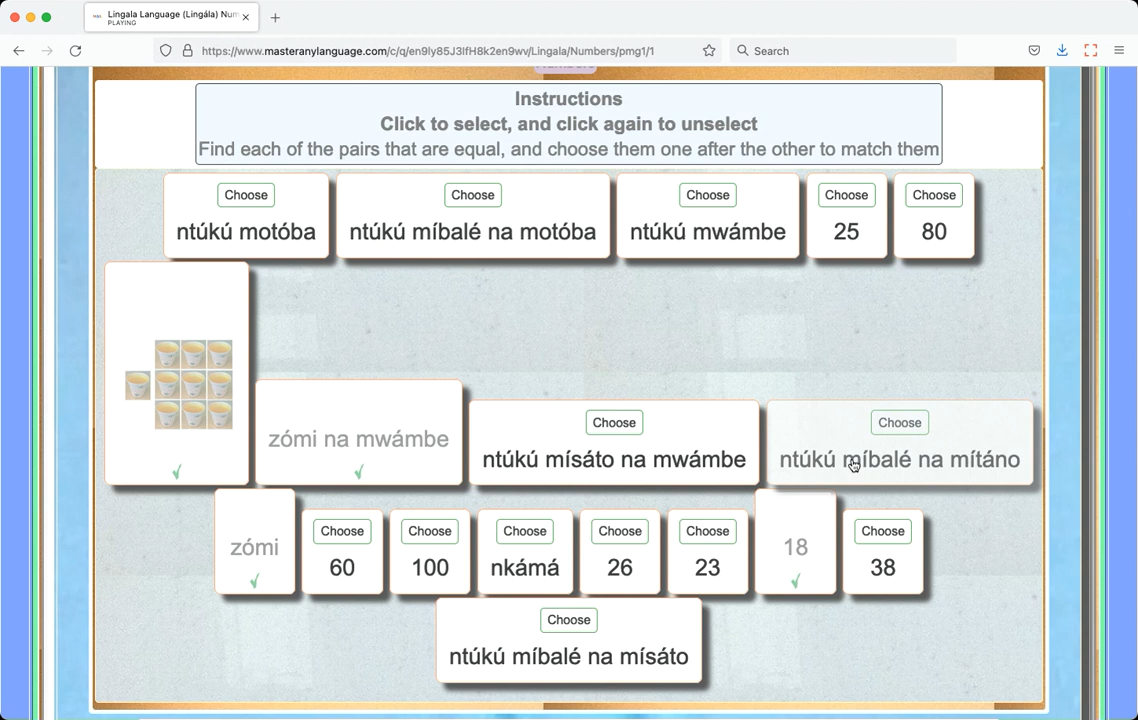 Lingala Language (Lingála) Num
PLAYING
https://www.masteranylanguage.com/c/q/en9ly85J3lfH8k2en9wv/Lingala/Numbers/pmg1/1
Search
Instructions
Click to select, and click again to unselect
Find each of the pairs that are equal, and choose them one after the other to match them
Choose
ntúkú motóba
Choose
ntúkú míbalé na motóba
Choose
ntúkú mwámbe
Choose
25
Choose
80
zómi na mwámbe
Choose
ntúkú mísáto na mwámbe
Choose
ntúkú míbalé na mítáno
zómi
Choose
60
Choose
100
Choose
nkámá
Choose
26
Choose
23
18
Choose
38
Choose
ntúkú míbalé na mísáto